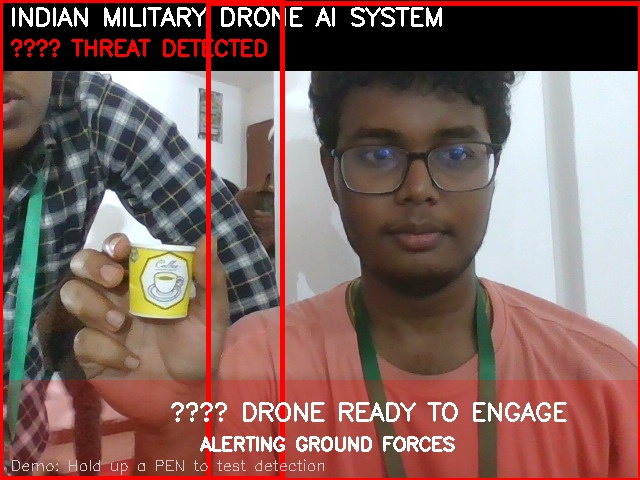 INDIAN MILITARY DRONE AI SYSTEM
???? THREAT DETECTED
Coffee
???? DRONE READY TO ENGAGE
ALERTING GROUND FORCES
Demo: Hold up a PEN to test detection